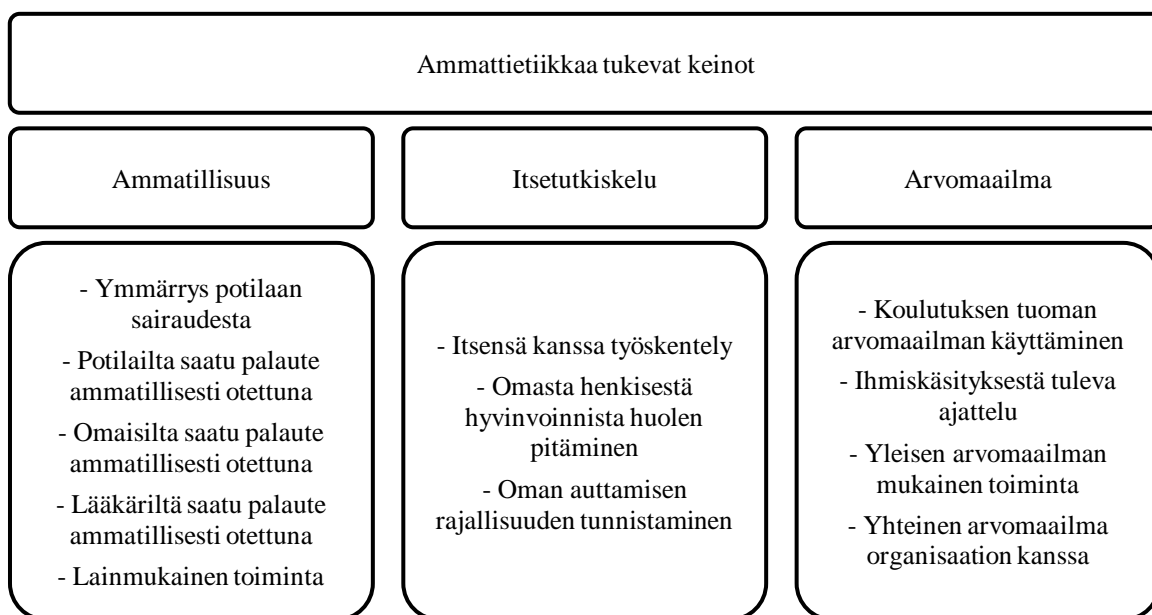 Ammattietiikkaa tukevat keinot
Ammatillisuus
- Ymmärrys potilaan
sairaudesta
- Potilailta saatu palaute
ammatillisesti otettuna
- Omaisilta saatu palaute
ammatillisesti otettuna
- Lääkäriltä saatu palaute
ammatillisesti otettuna
- Lainmukainen toiminta
Itsetutkiskelu
- Itsensä kanssa työskentely
- Omasta henkisestä
hyvinvoinnista huolen
pitäminen
- Oman auttamisen
rajallisuuden tunnistaminen
Arvomaailma
- Koulutuksen tuoman
arvomaailman käyttäminen
- Ihmiskäsityksestä tuleva
ajattelu
- Yleisen arvomaailman
mukainen toiminta
- Yhteinen arvomaailma
organisaation kanssa